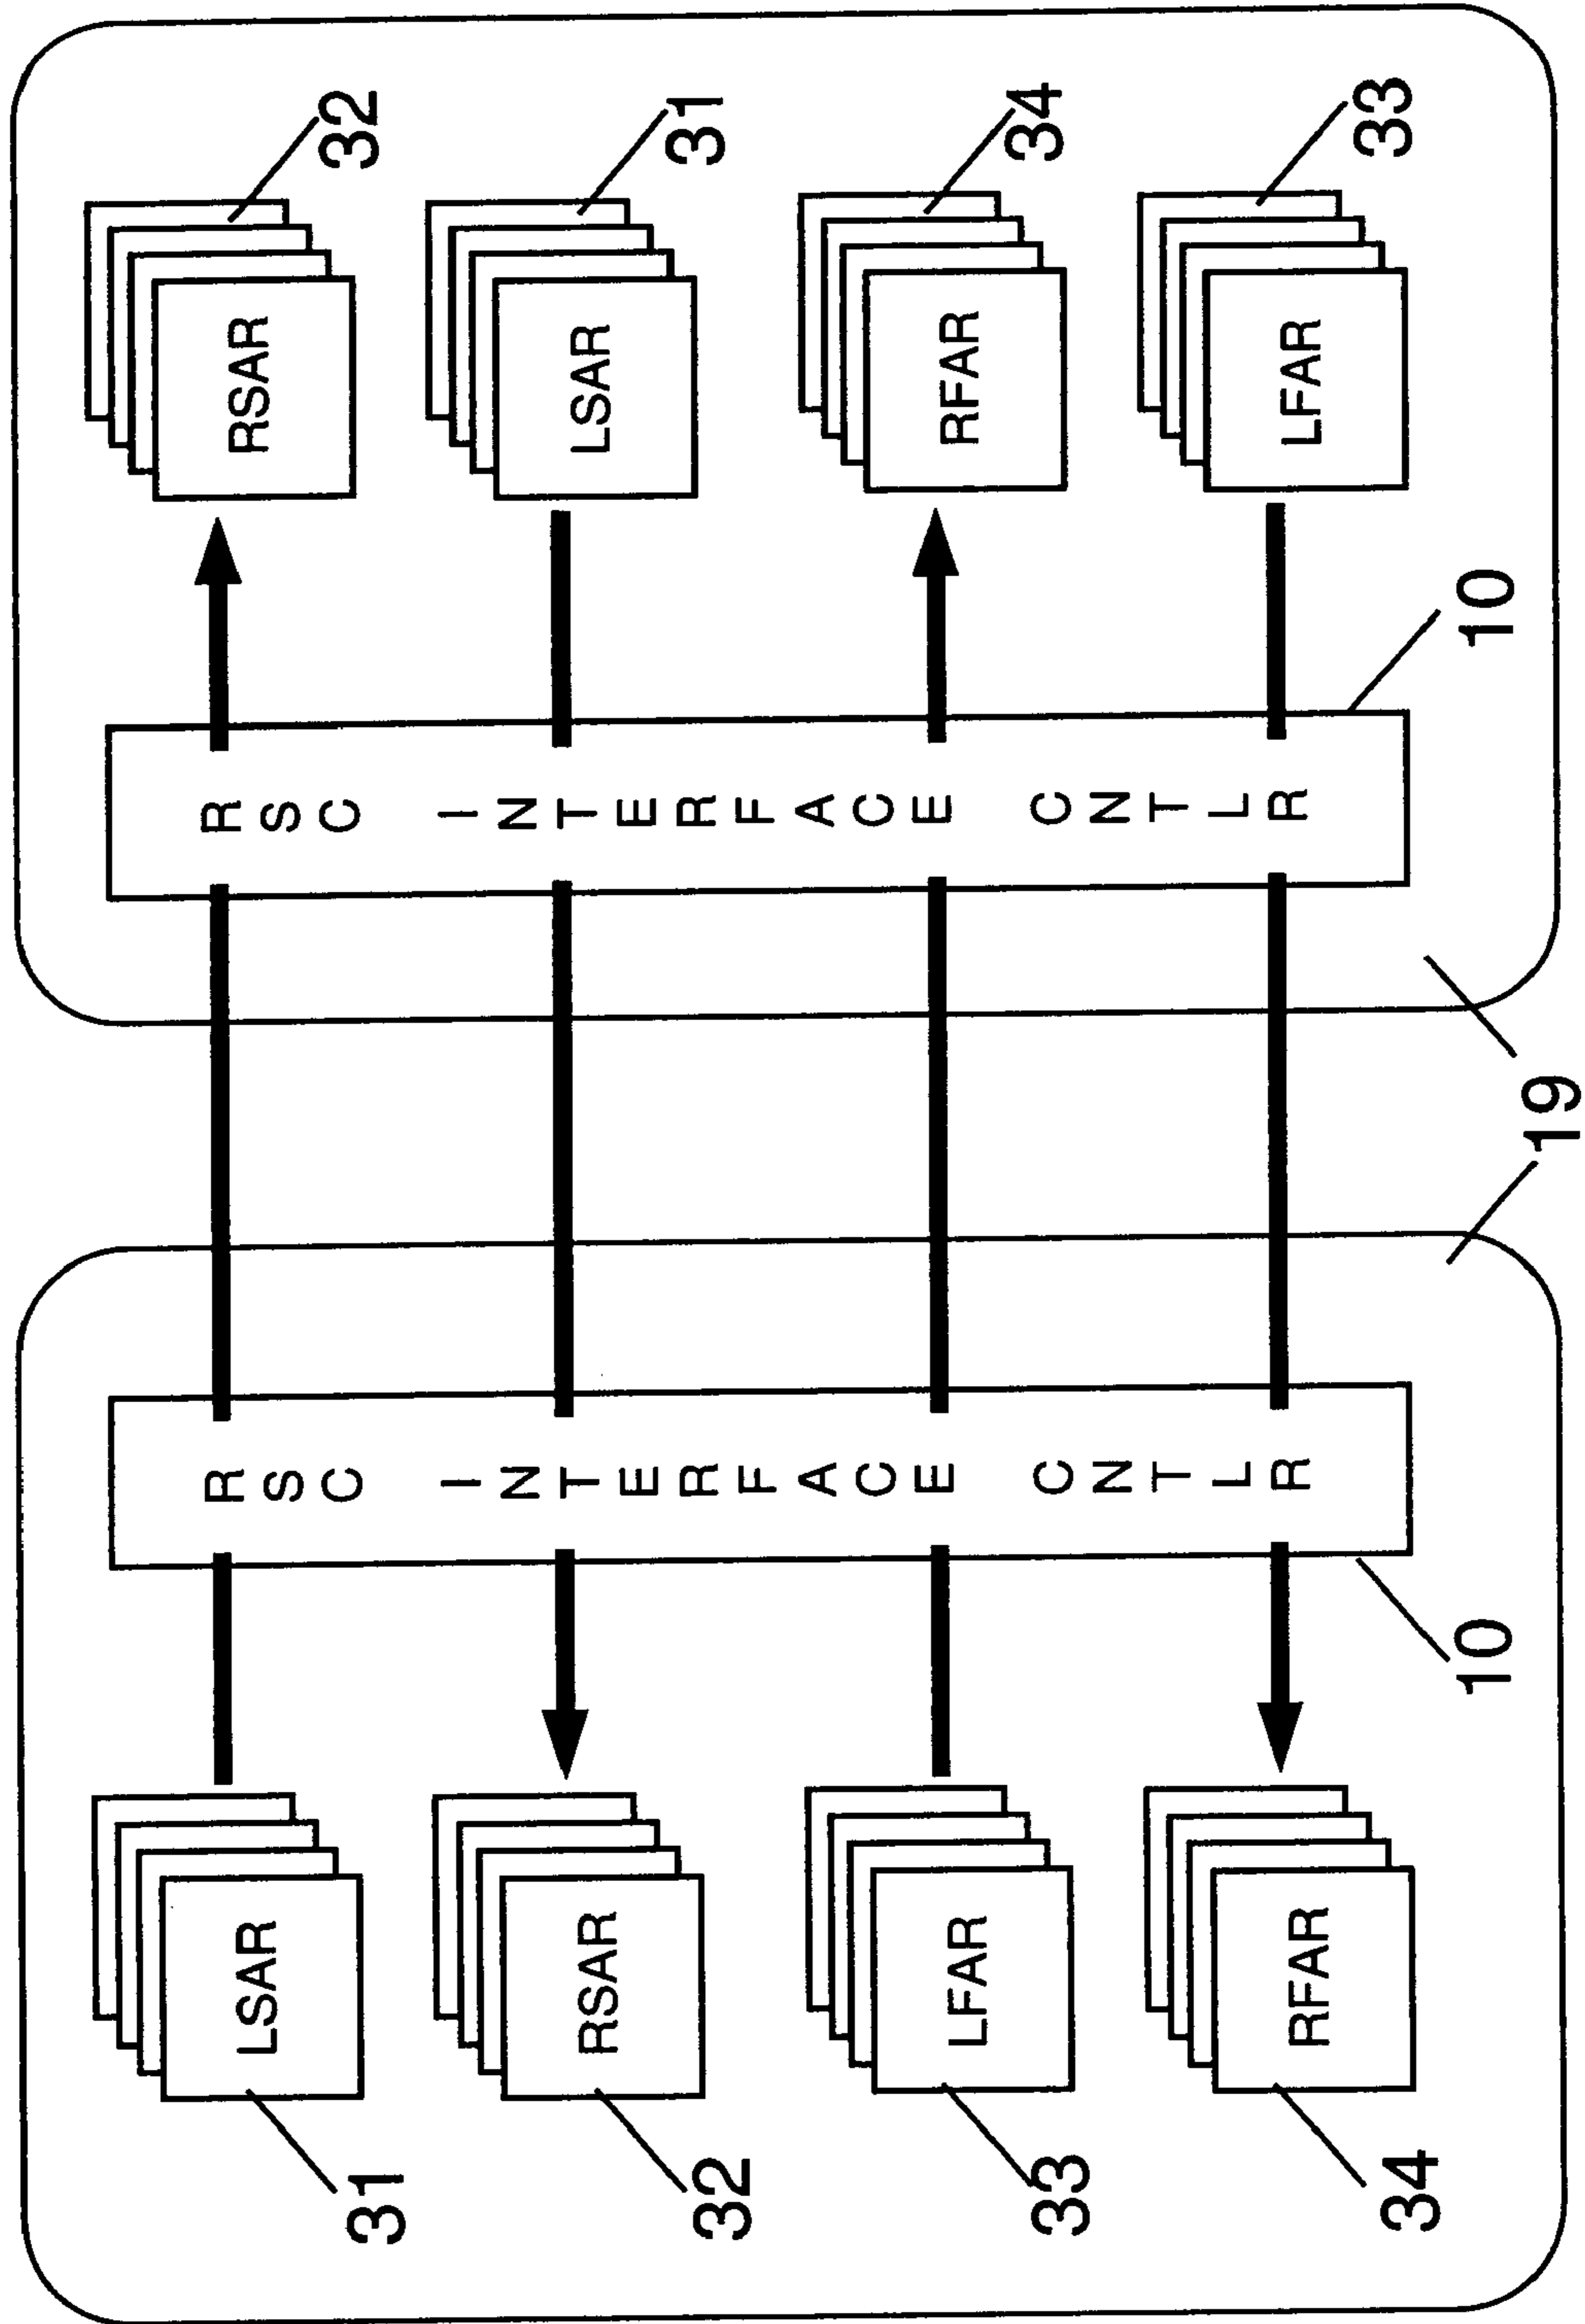 31
LSAR
32
RSAR
33
LFAR
34
RFAR
RSC INTERFACE CNTLR
10
19
RSC INTERFACE CNTLR
10
RSAR
32
LSAR
31
RFAR
34
LFAR
33